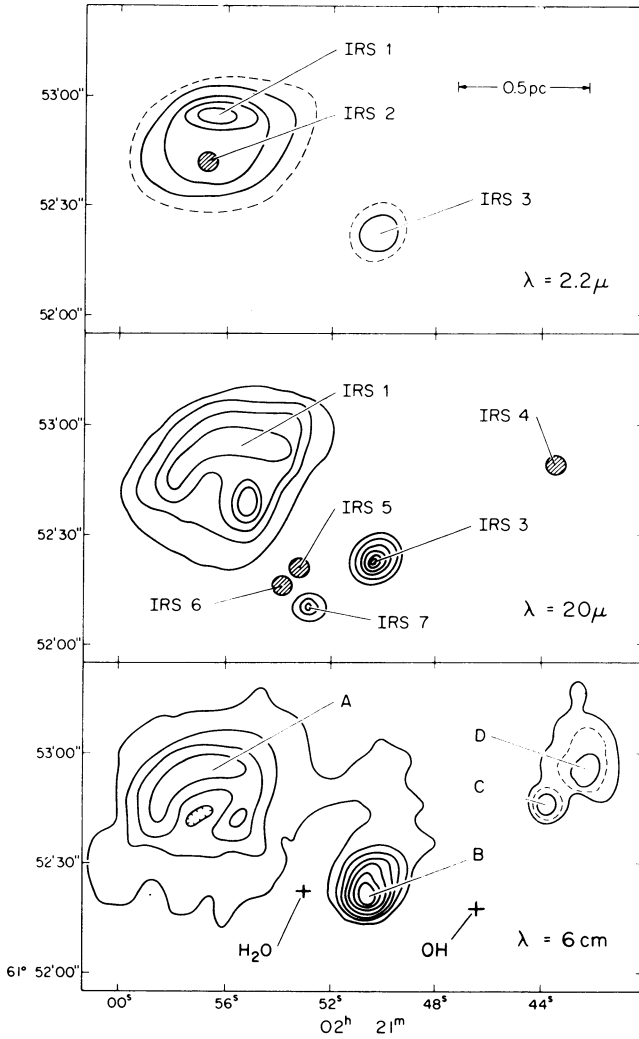 IRS 1
53'00"
0.5pc
IRS 2
52'30"
IRS 3
λ = 2.2μ
52'00"
IRS 1
53'00"
IRS 4
IRS 5
52'30"
IRS 3
IRS 6
IRS 7
λ = 20μ
52'00"
A
D
53'00"
C
B
52'30"
H₂O
OH
λ = 6cm
61° 52'00"
00ˢ 56ˢ 52ˢ 48ˢ 44ˢ
02ʰ 21ᵐ